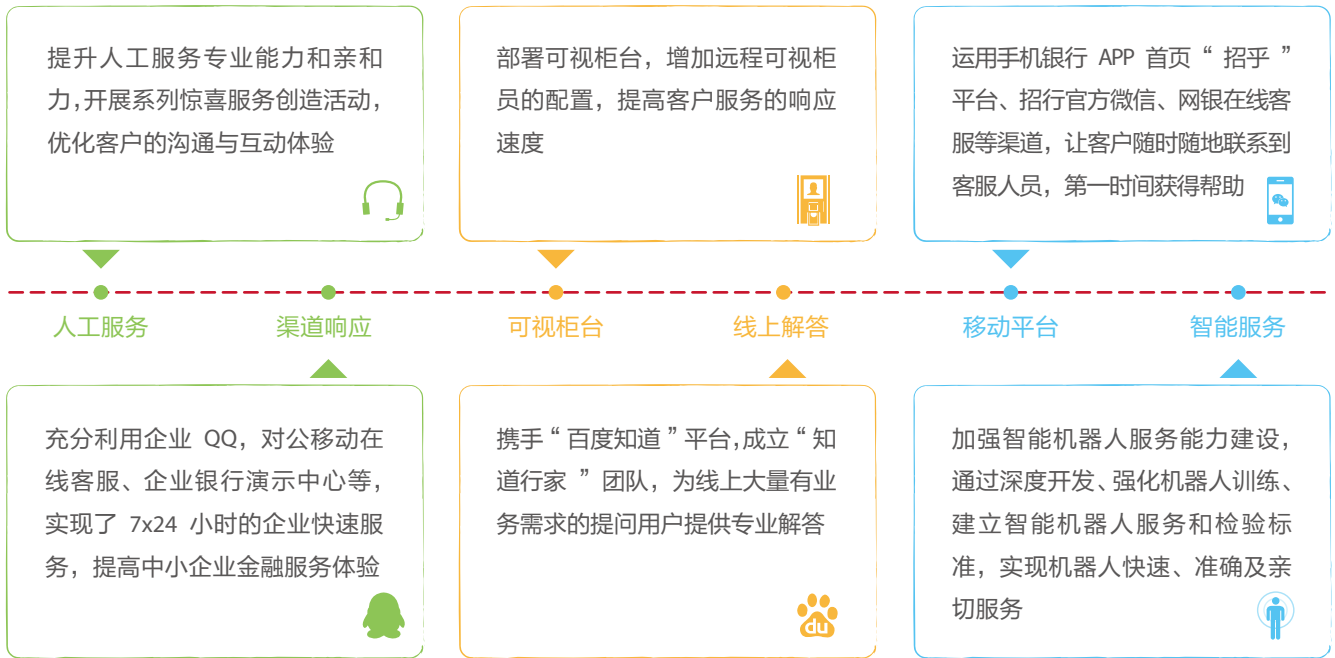 提升人工服务专业能力和亲和
力,开展系列惊喜服务创造活动,
优化客户的沟通与互动体验
部署可视柜台，增加远程可视柜
员的配置，提高客户服务的响应
速度
运用手机银行 APP 首页“招乎”
平台、招行官方微信、网银在线客
服等渠道，让客户随时随地联系到
客服人员，第一时间获得帮助
人工服务
渠道响应
可视柜台
线上解答
移动平台
智能服务
充分利用企业 QQ，对公移动在
线客服、企业银行演示中心等，
实现了 7x24 小时的企业快速服
务，提高中小企业金融服务体验
携手“百度知道”平台,成立“知
道行家”团队，为线上大量有业
务需求的提问用户提供专业解答
du
加强智能机器人服务能力建设，
通过深度开发、强化机器人训练、
建立智能机器人服务和检验标
准，实现机器人快速、准确及亲
切服务